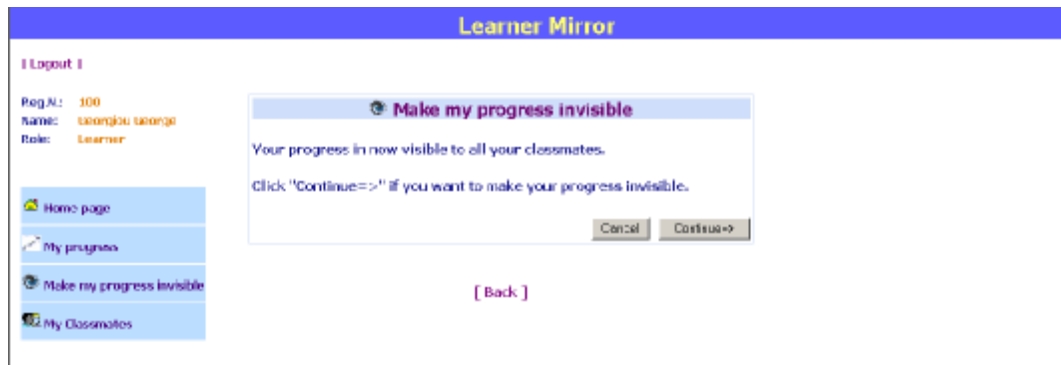 Learner Mirror
| Logout |
Reg.N.: 100
Name: Georgiou George
Role: Learner
Home page
My progress
Make my progress invisible
My Classmates
Make my progress invisible
Your progress in now visible to all your classmates.
Click "Continue=>" if you want to make your progress invisible.
Cancel Continue=>
[ Back ]